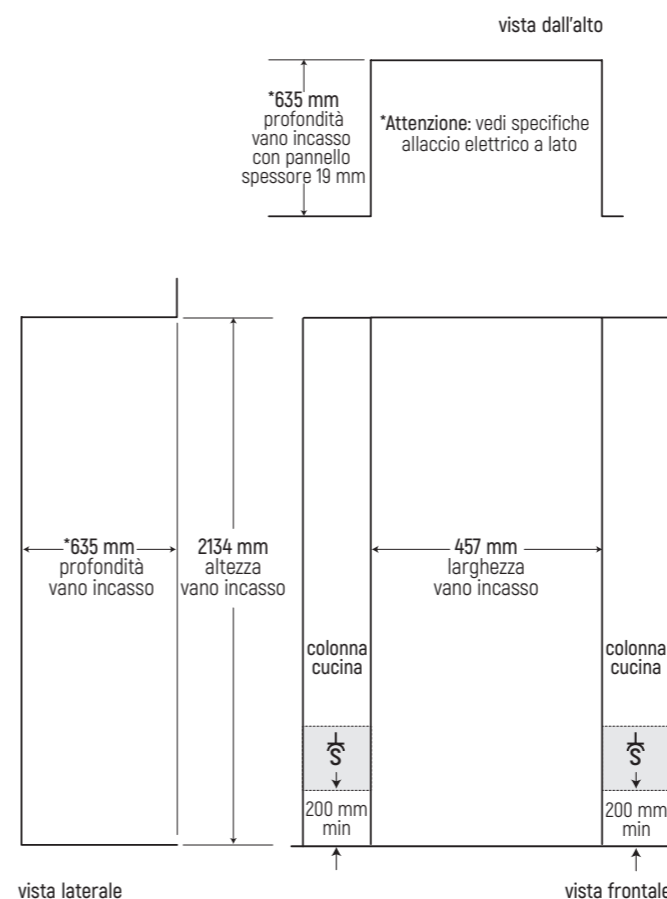 vista dall'alto
*635 mm
profondità
vano incasso
con pannello
spessore 19 mm
*Attenzione: vedi specifiche
allaccio elettrico a lato
*635 mm
profondità
vano incasso
2134 mm
altezza
vano incasso
457 mm
larghezza
vano incasso
colonna
cucina
colonna
cucina
S
S
200 mm
min
200 mm
min
vista laterale
vista frontale